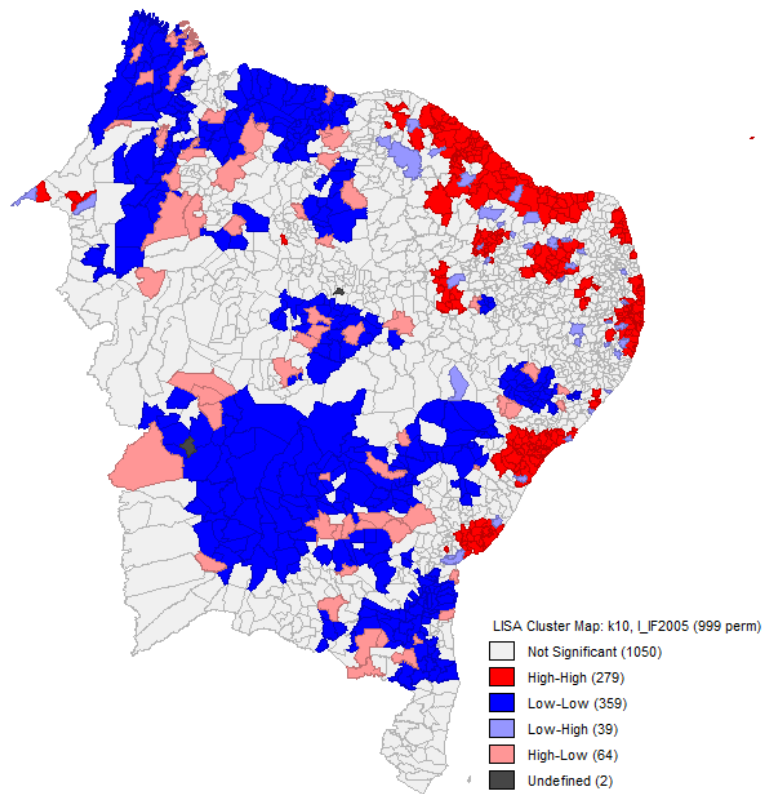 LISA Cluster Map: k10, I_IF2005 (999 perm)
Not Significant (1050)
High-High (279)
Low-Low (359)
Low-High (39)
High-Low (64)
Undefined (2)